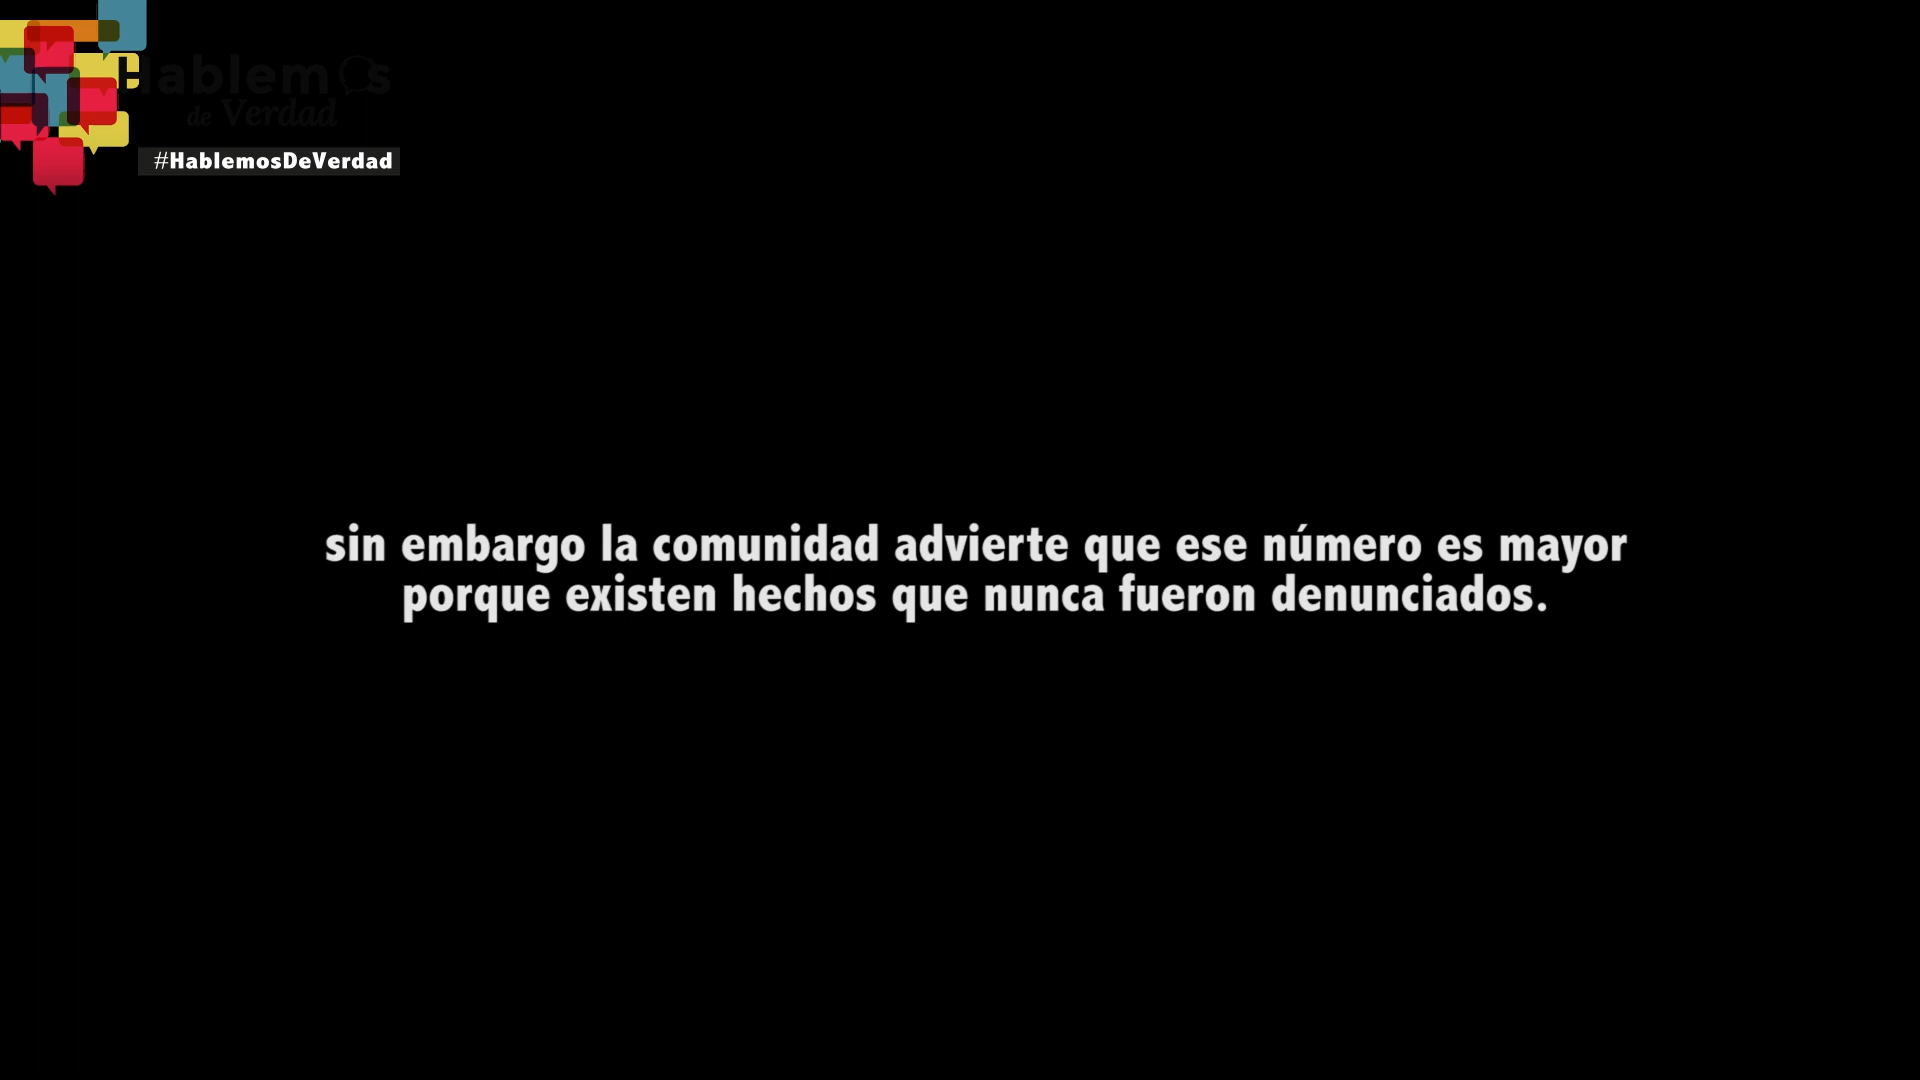 Hablemos
de Verdad
#HablemosDeVerdad
sin embargo la comunidad advierte que ese número es mayor
porque existen hechos que nunca fueron denunciados.